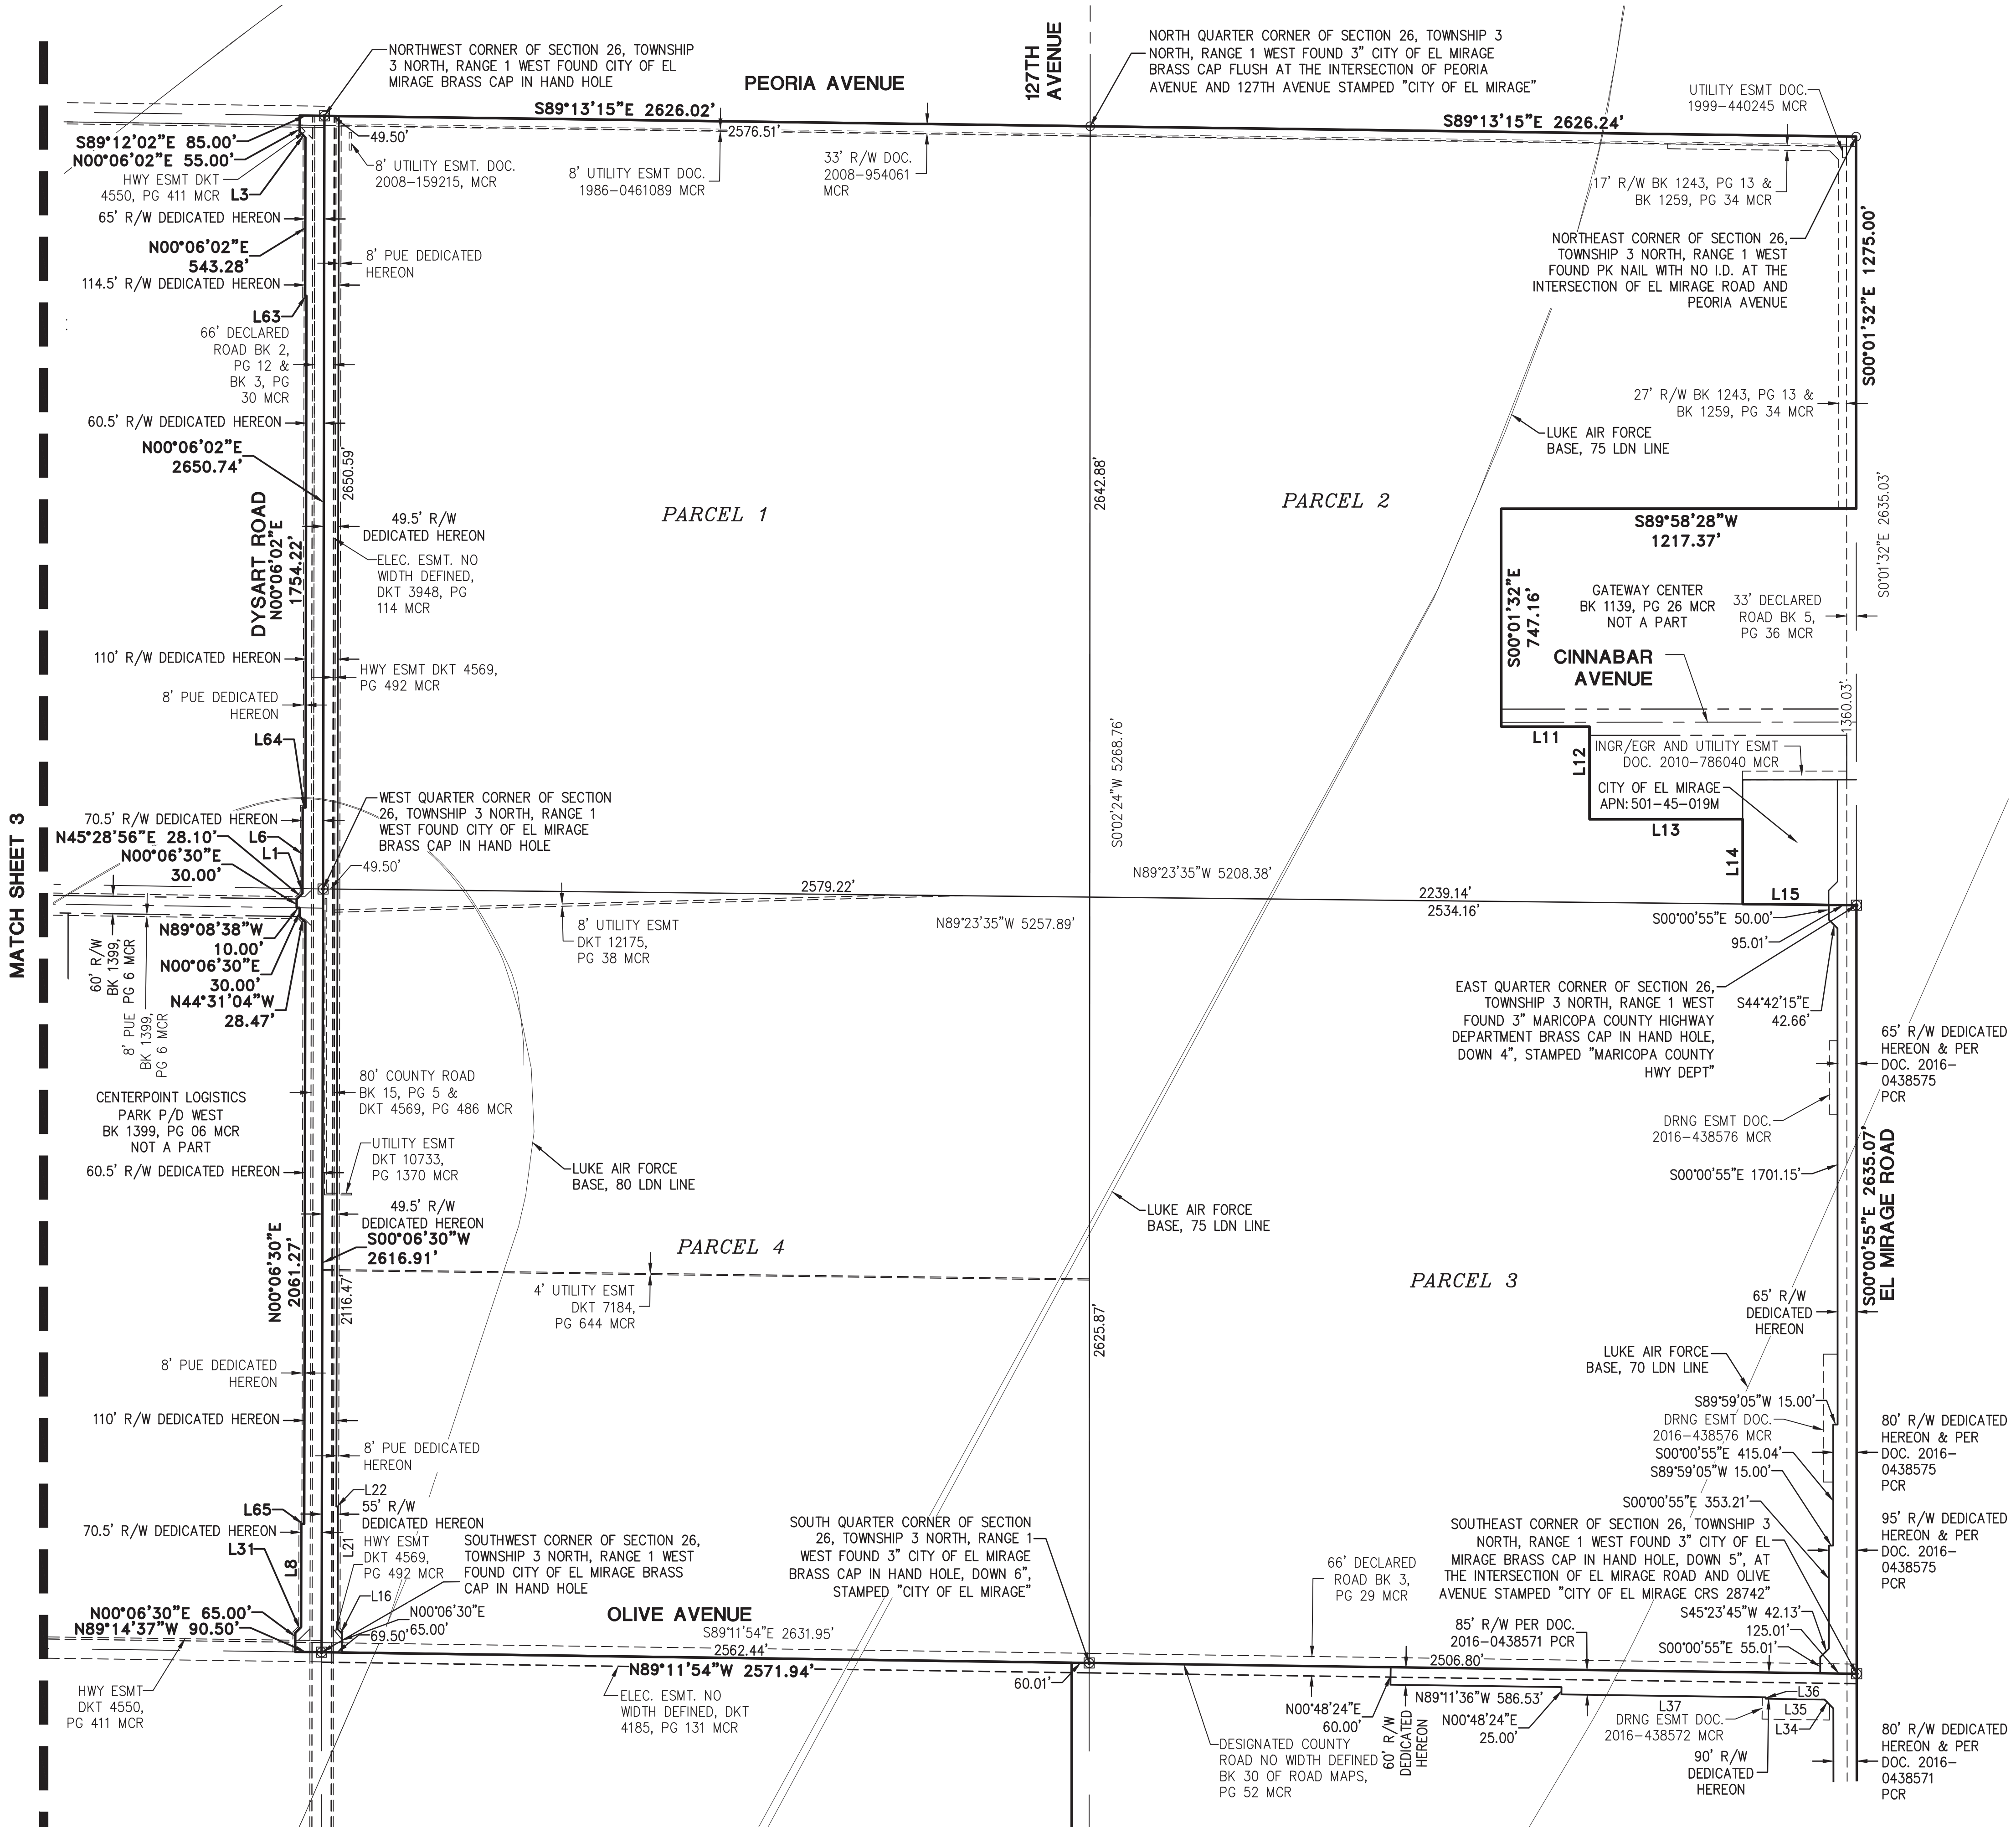 NORTHWEST CORNER OF SECTION 26, TOWNSHIP
3 NORTH, RANGE 1 WEST FOUND CITY OF EL
MIRAGE BRASS CAP IN HAND HOLE
PEORIA AVENUE
127TH
AVENUE
NORTH QUARTER CORNER OF SECTION 26, TOWNSHIP 3
NORTH, RANGE 1 WEST FOUND 3" CITY OF EL MIRAGE
BRASS CAP FLUSH AT THE INTERSECTION OF PEORIA
AVENUE AND 127TH AVENUE STAMPED "CITY OF EL MIRAGE"
UTILITY ESMT DOC.
1999-440245 MCR
S89°13'15"E 2626.02'
2576.51'
S89°13'15"E 2626.24'
S89°12'02"E 85.00'
N00°06'02"E 55.00'
49.50'
HWY ESMT DKT
4550, PG 411 MCR
L3
8' UTILITY ESMT. DOC.
2008-159215, MCR
8' UTILITY ESMT DOC.
1986-0461089 MCR
33' R/W DOC.
2008-954061
MCR
17' R/W BK 1243, PG 13 &
BK 1259, PG 34 MCR
65' R/W DEDICATED HEREON
N00°06'02"E
543.28'
8' PUE DEDICATED
HEREON
114.5' R/W DEDICATED HEREON
L63
NORTHEAST CORNER OF SECTION 26,
TOWNSHIP 3 NORTH, RANGE 1 WEST
FOUND PK NAIL WITH NO I.D. AT THE
INTERSECTION OF EL MIRAGE ROAD AND
PEORIA AVENUE
S00°01'32"E 1275.00'
66' DECLARED
ROAD BK 2,
PG 12 &
BK 3, PG
30 MCR
60.5' R/W DEDICATED HEREON
27' R/W BK 1243, PG 13 &
BK 1259, PG 34 MCR
LUKE AIR FORCE
BASE, 75 LDN LINE
N00°06'02"E
2650.74'
2650.59'
2642.88'
PARCEL 1
PARCEL 2
S0°01'32"E 2635.03'
DYSART ROAD
N00°06'02"E
1754.22'
49.5' R/W
DEDICATED HEREON
ELEC. ESMT. NO
WIDTH DEFINED,
DKT 3948, PG
114 MCR
S89°58'28"W
1217.37'
S00°01'32"E
747.16'
GATEWAY CENTER
BK 1139, PG 26 MCR
NOT A PART
33' DECLARED
ROAD BK 5,
PG 36 MCR
CINNABAR
AVENUE
110' R/W DEDICATED HEREON
HWY ESMT DKT 4569,
PG 492 MCR
8' PUE DEDICATED
HEREON
1360.03'
L64
L11
L12
INGR/EGR AND UTILITY ESMT
DOC. 2010-786040 MCR
S0°02'24"W 5268.76'
CITY OF EL MIRAGE
APN: 501-45-019M
L13
L14
L15
MATCH SHEET 3
WEST QUARTER CORNER OF SECTION
26, TOWNSHIP 3 NORTH, RANGE 1
WEST FOUND CITY OF EL MIRAGE
BRASS CAP IN HAND HOLE
70.5' R/W DEDICATED HEREON
N45°28'56"E 28.10'
L6
L1
N00°06'30"E
30.00'
49.50'
2579.22'
N89°23'35"W 5208.38'
2239.14'
2534.16'
N89°23'35"W 5257.89'
S00°00'55"E 50.00'
95.01'
8' UTILITY ESMT
DKT 12175,
PG 38 MCR
N89°08'38"W
10.00'
N00°06'30"E
30.00'
N44°31'04"W
28.47'
60' R/W
BK 1399,
PG 6 MCR
8' PUE
BK 1399,
PG 6 MCR
EAST QUARTER CORNER OF SECTION 26,
TOWNSHIP 3 NORTH, RANGE 1 WEST
FOUND 3" MARICOPA COUNTY HIGHWAY
DEPARTMENT BRASS CAP IN HAND HOLE,
DOWN 4", STAMPED "MARICOPA COUNTY
HWY DEPT"
S44°42'15"E
42.66'
65' R/W DEDICATED
HEREON & PER
DOC. 2016-
0438575
PCR
CENTERPOINT LOGISTICS
PARK P/D WEST
BK 1399, PG 06 MCR
NOT A PART
80' COUNTY ROAD
BK 15, PG 5 &
DKT 4569, PG 486 MCR
DRNG ESMT DOC.
2016-438576 MCR
UTILITY ESMT
DKT 10733,
PG 1370 MCR
60.5' R/W DEDICATED HEREON
LUKE AIR FORCE
BASE, 80 LDN LINE
S00°00'55"E 1701.15'
S00°00'55"E 2635.07'
EL MIRAGE ROAD
49.5' R/W
DEDICATED HEREON
S00°06'30"W
2616.91'
LUKE AIR FORCE
BASE, 75 LDN LINE
N00°06'30"E
2061.27'
2116.47'
PARCEL 4
PARCEL 3
4' UTILITY ESMT
DKT 7184,
PG 644 MCR
2625.87'
65' R/W
DEDICATED
HEREON
LUKE AIR FORCE
BASE, 70 LDN LINE
8' PUE DEDICATED
HEREON
S89°59'05"W 15.00'
110' R/W DEDICATED HEREON
DRNG ESMT DOC.
2016-438576 MCR
80' R/W DEDICATED
HEREON & PER
DOC. 2016-
0438575
PCR
8' PUE DEDICATED
HEREON
S00°00'55"E 415.04'
S89°59'05"W 15.00'
L22
S00°00'55"E 353.21'
L65
55' R/W
DEDICATED HEREON
70.5' R/W DEDICATED HEREON
L31
L8
L21
HWY ESMT
DKT 4569,
PG 492 MCR
SOUTHWEST CORNER OF SECTION 26,
TOWNSHIP 3 NORTH, RANGE 1 WEST
FOUND CITY OF EL MIRAGE BRASS
CAP IN HAND HOLE
SOUTH QUARTER CORNER OF SECTION
26, TOWNSHIP 3 NORTH, RANGE 1
WEST FOUND 3" CITY OF EL MIRAGE
BRASS CAP IN HAND HOLE, DOWN 6",
STAMPED "CITY OF EL MIRAGE"
SOUTHEAST CORNER OF SECTION 26, TOWNSHIP 3
NORTH, RANGE 1 WEST FOUND 3" CITY OF EL
MIRAGE BRASS CAP IN HAND HOLE, DOWN 5", AT
THE INTERSECTION OF EL MIRAGE ROAD AND OLIVE
AVENUE STAMPED "CITY OF EL MIRAGE CRS 28742"
95' R/W DEDICATED
HEREON & PER
DOC. 2016-
0438575
PCR
66' DECLARED
ROAD BK 3,
PG 29 MCR
L16
N00°06'30"E 65.00'
N89°14'37"W 90.50'
N00°06'30"E
65.00'
69.50'
OLIVE AVENUE
S89°11'54"E 2631.95'
2562.44'
N89°11'54"W 2571.94'
60.01'
85' R/W PER DOC.
2016-0438571 PCR
S45°23'45"W 42.13'
125.01'
S00°00'55"E 55.01'
2506.80'
HWY ESMT
DKT 4550,
PG 411 MCR
ELEC. ESMT. NO
WIDTH DEFINED, DKT
4185, PG 131 MCR
N00°48'24"E
60.00'
60' R/W
DEDICATED
HEREON
N89°11'36"W 586.53'
N00°48'24"E
25.00'
L37
L36
L35
L34
DRNG ESMT DOC.
2016-438572 MCR
DESIGNATED COUNTY
ROAD NO WIDTH DEFINED
BK 30 OF ROAD MAPS,
PG 52 MCR
90' R/W
DEDICATED
HEREON
80' R/W DEDICATED
HEREON & PER
DOC. 2016-
0438571
PCR